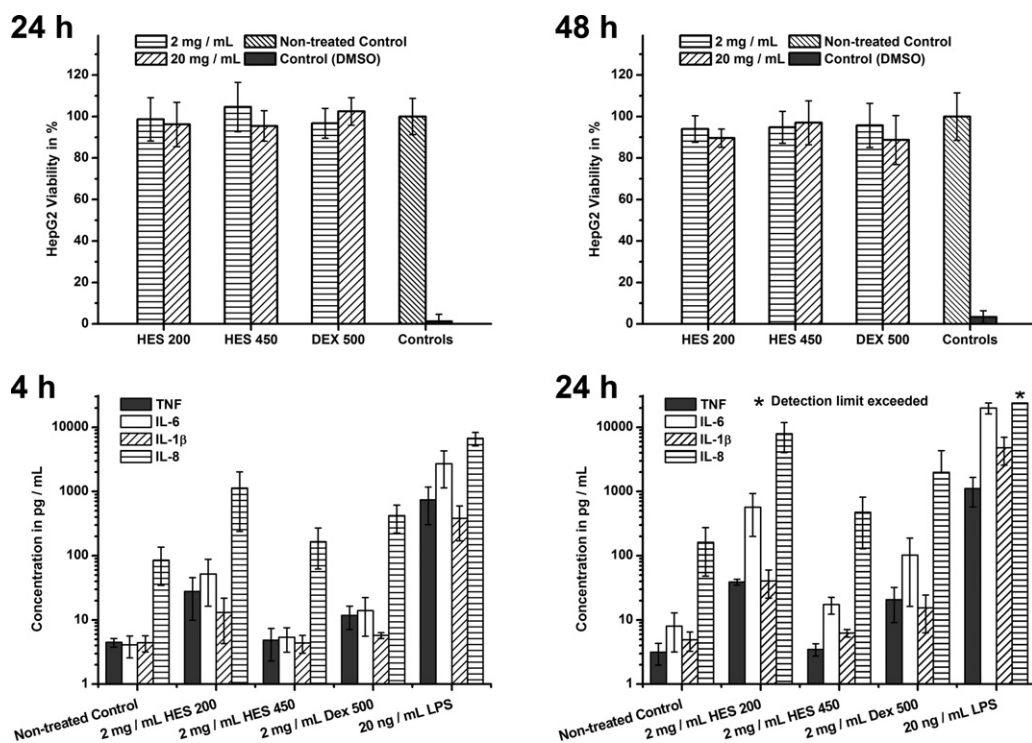 24 h
2 mg / mL Non-treated Control
20 mg / mL Control (DMSO)
HepG2 Viability in %
120
100
80
60
40
20
0
HES 200 HES 450 DEX 500 Controls
48 h
2 mg / mL Non-treated Control
20 mg / mL Control (DMSO)
HepG2 Viability in %
120
100
80
60
40
20
0
HES 200 HES 450 DEX 500 Controls
4 h
TNF
IL-6
IL-1β
IL-8
Concentration in pg / mL
10000
1000
100
10
1
Non-treated Control
2 mg / mL HES 200
2 mg / mL HES 450
2 mg / mL Dex 500
20 ng / mL LPS
24 h
TNF * Detection limit exceeded
IL-6
IL-1β
IL-8
*
Concentration in pg / mL
10000
1000
100
10
1
Non-treated Control
2 mg / mL HES 200
2 mg / mL HES 450
2 mg / mL Dex 500
20 ng / mL LPS